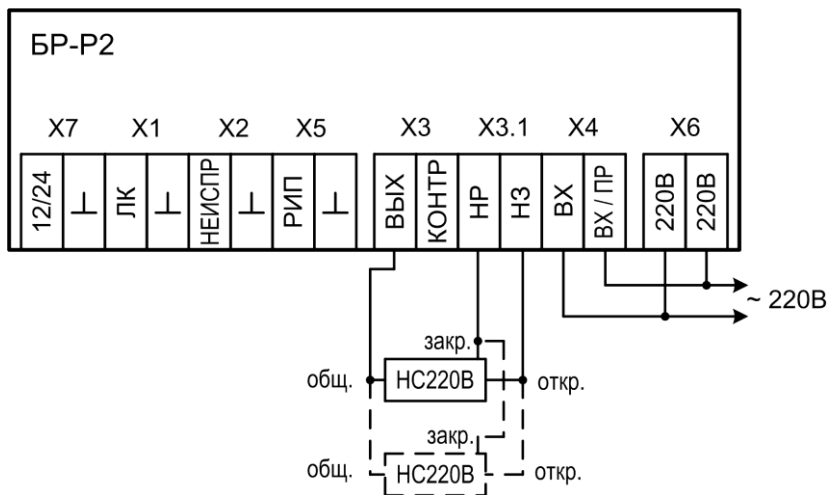 БР-Р2
X7 X1 X2 X5 X3 X3.1 X4 X6
12/24 ⊥ ЛК ⊥ НЕИСПР ⊥ РИП ⊥ ВЫХ КОНТР НР НЗ ВХ ВХ / ПР 220В 220В
~ 220В
закр.
общ. НС220В откр.
закр.
общ. НС220В откр.